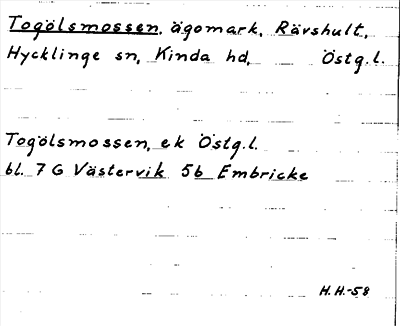 Togölsmossen, ägomark, Rävshult,
Hycklinge sn, Kinda hd, Östg.l.
Togölsmossen, ek Östg.l.
bl. 7 G Västervik 5b Embricke
H.H.-58